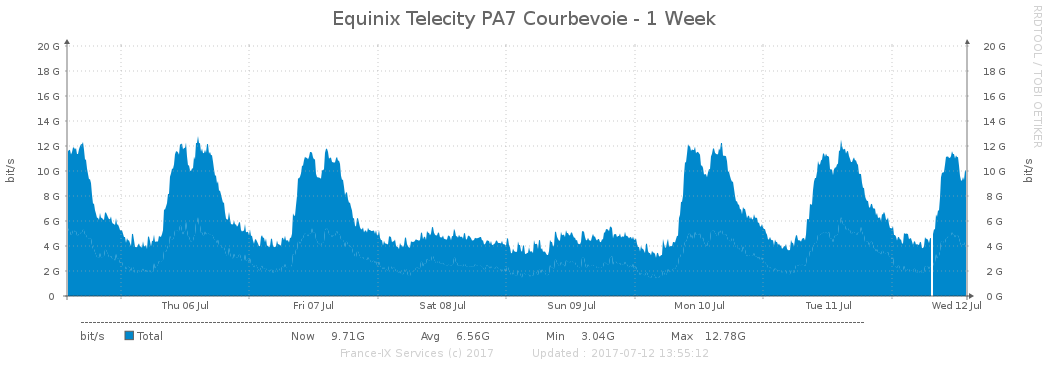 Equinix Telecity PA7 Courbevoie - 1 Week
RRDTOOL / TOBI OETIKER
bit/s
20 G
18 G
16 G
14 G
12 G
10 G
8 G
6 G
4 G
2 G
0
20 G
18 G
16 G
14 G
12 G
10 G
8 G
6 G
4 G
2 G
0 G
bit/s
Thu 06 Jul Fri 07 Jul Sat 08 Jul Sun 09 Jul Mon 10 Jul Tue 11 Jul Wed 12 Jul
bit/s Total Now 9.71G Avg 6.56G Min 3.04G Max 12.78G
France-IX Services (c) 2017 Updated : 2017-07-12 13:55:12